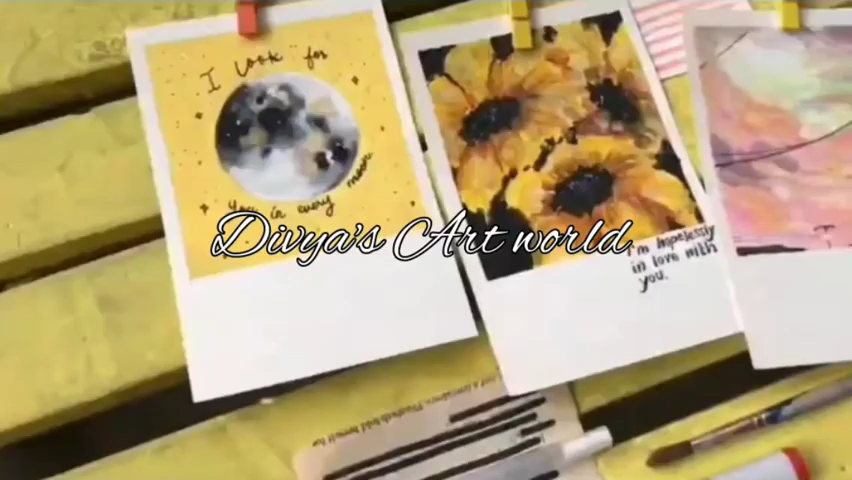 I look for
you in every moon
Divya's Art world
I'm hopelessly
in love with
you.